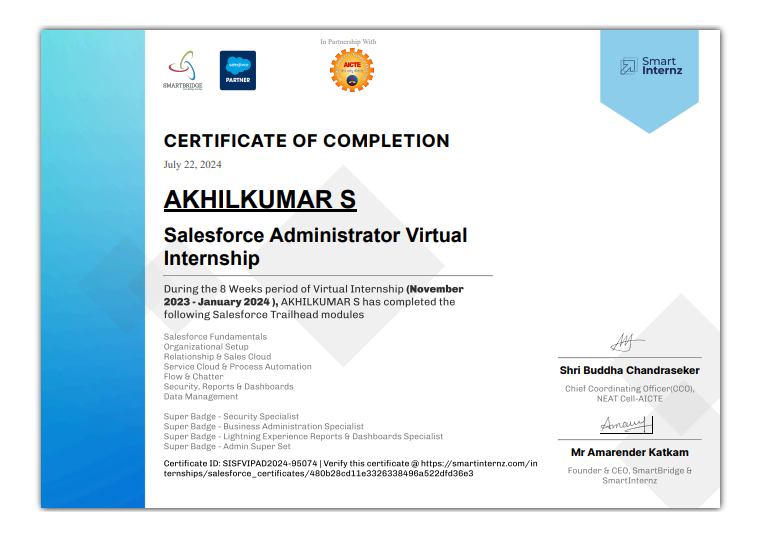 In Partnership With
SMARTBRIDGE
salesforce
PARTNER
AICTE
Smart
Internz
CERTIFICATE OF COMPLETION
July 22, 2024
AKHILKUMAR S
Salesforce Administrator Virtual
Internship
During the 8 Weeks period of Virtual Internship (November
2023 - January 2024 ), AKHILKUMAR S has completed the
following Salesforce Trailhead modules
Salesforce Fundamentals
Organizational Setup
Relationship & Sales Cloud
Service Cloud & Process Automation
Flow & Chatter
Security, Reports & Dashboards
Data Management
Super Badge - Security Specialist
Super Badge - Business Administration Specialist
Super Badge - Lightning Experience Reports & Dashboards Specialist
Super Badge - Admin Super Set
Certificate ID: SISFVIPAD2024-95074 | Verify this certificate @ https://smartinternz.com/in
ternships/salesforce_certificates/480b28cd11e3326338496a522dfd36e3
Shri Buddha Chandraseker
Chief Coordinating Officer(CCO),
NEAT Cell-AICTE
Mr Amarender Katkam
Founder & CEO, SmartBridge &
SmartInternz